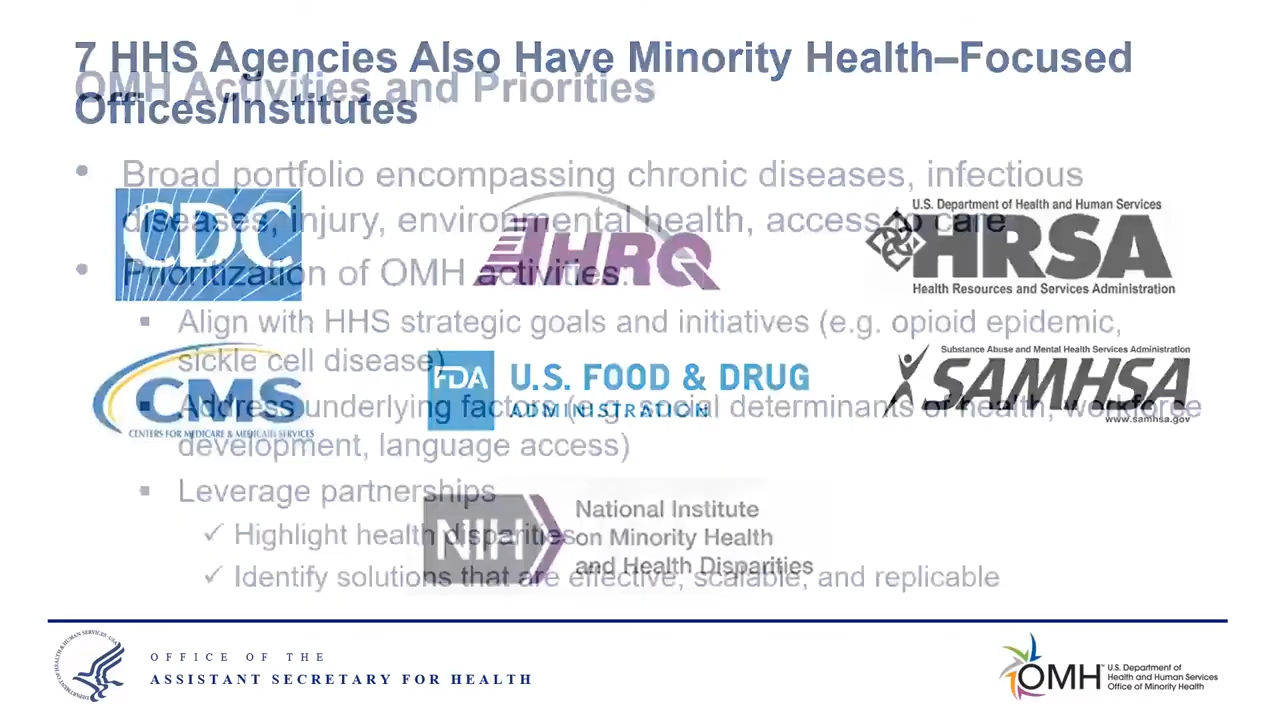 7 HHS Agencies Also Have Minority Health–Focused
Offices/Institutes
OMH Activities and Priorities
• Broad portfolio encompassing chronic diseases, infectious
diseases, injury, environmental health, access to care
• Prioritization of OMH activities:
▪ Align with HHS strategic goals and initiatives (e.g. opioid epidemic,
sickle cell disease)
▪ Address underlying factors (e.g. social determinants of health, workforce
development, language access)
▪ Leverage partnerships
✓ Highlight health disparities
✓ Identify solutions that are effective, scalable, and replicable
CDC
AHRQ
U.S. Department of Health and Human Services
HRSA
Health Resources and Services Administration
CMS
CENTERS FOR MEDICARE & MEDICAID SERVICES
FDA
U.S. FOOD & DRUG
ADMINISTRATION
Substance Abuse and Mental Health Services Administration
SAMHSA
www.samhsa.gov
NIH
National Institute
on Minority Health
and Health Disparities
DEPARTMENT OF HEALTH & HUMAN SERVICES · USA
OFFICE OF THE
ASSISTANT SECRETARY FOR HEALTH
OMH
U.S. Department of
Health and Human Services
Office of Minority Health